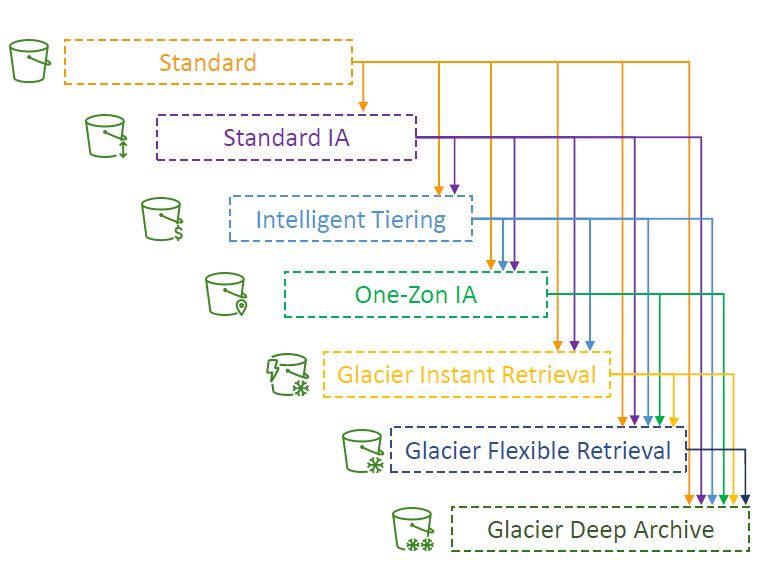 Standard
Standard IA
Intelligent Tiering
$
One-Zon IA
Glacier Instant Retrieval
Glacier Flexible Retrieval
Glacier Deep Archive